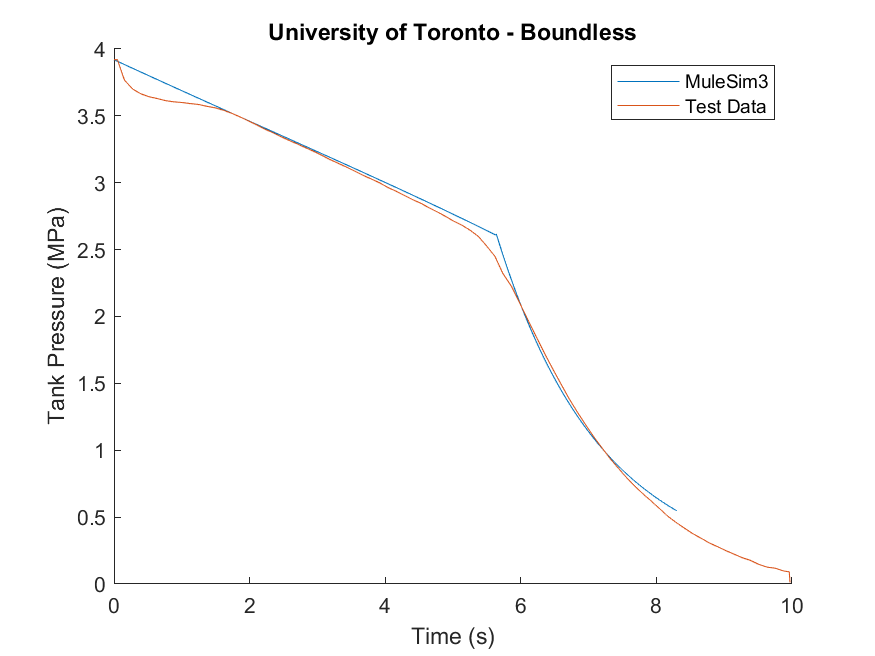 University of Toronto - Boundless
MuleSim3
Test Data
Tank Pressure (MPa)
4
3.5
3
2.5
2
1.5
1
0.5
0
0 2 4 6 8 10
Time (s)